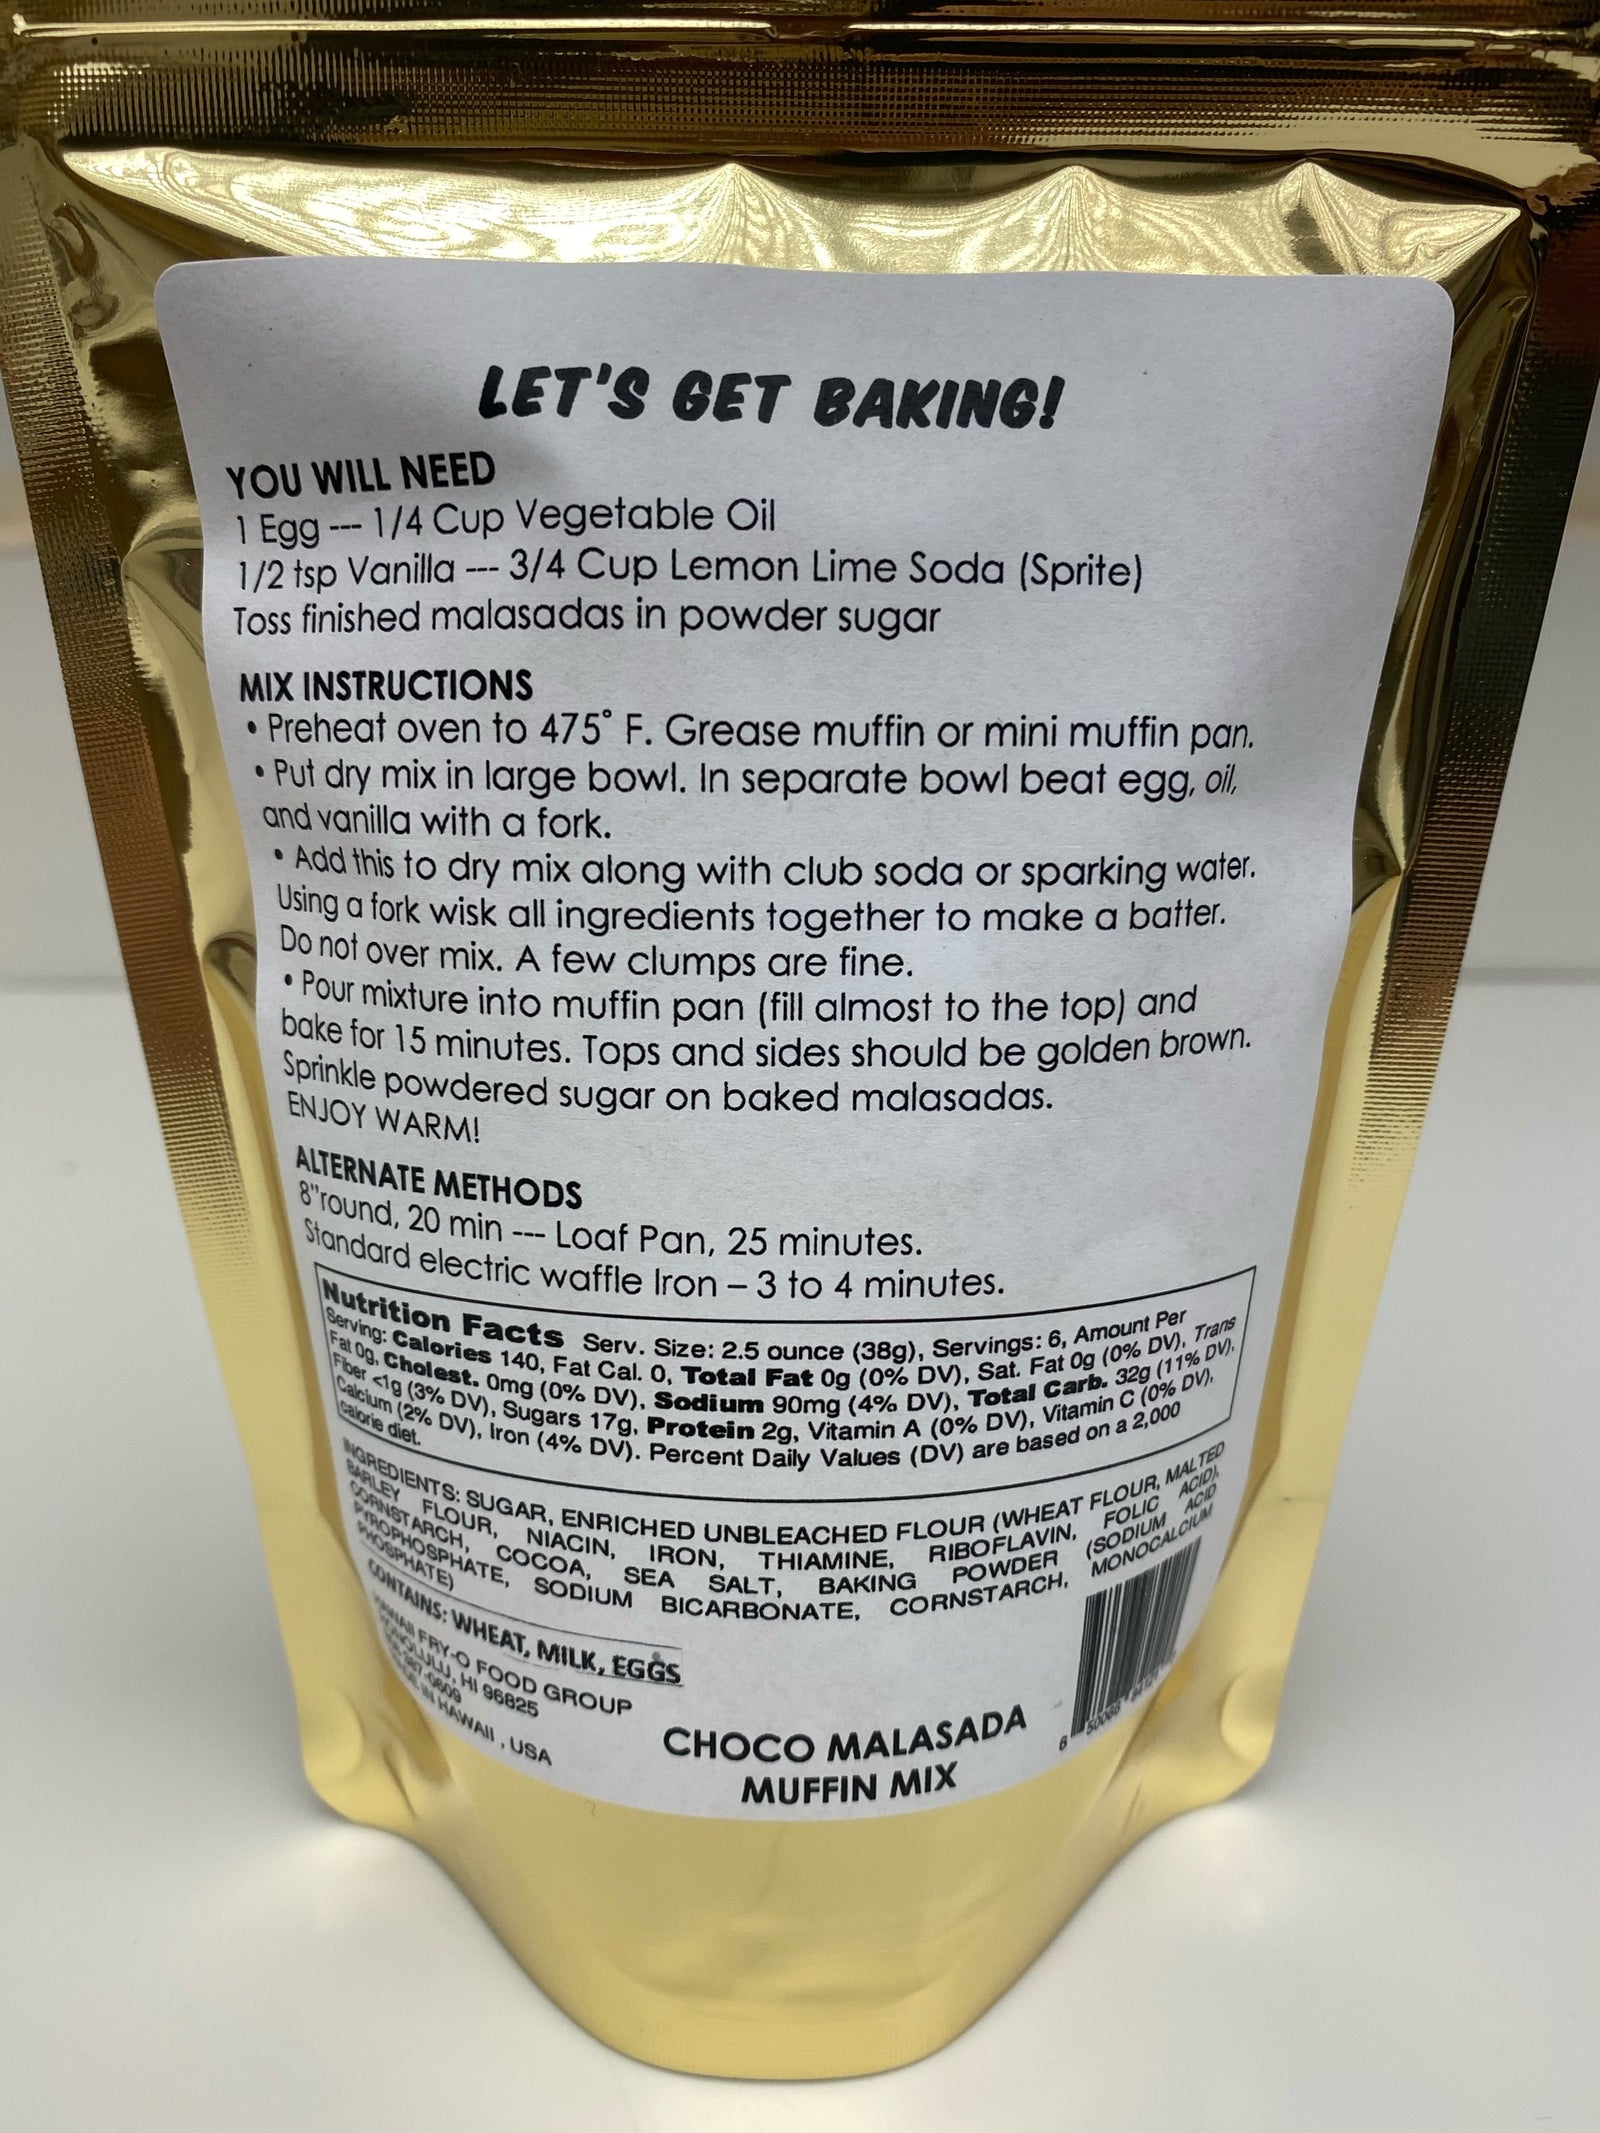 LET'S GET BAKING!
YOU WILL NEED
1 Egg --- 1/4 Cup Vegetable Oil
1/2 tsp Vanilla --- 3/4 Cup Lemon Lime Soda (Sprite)
Toss finished malasadas in powder sugar
MIX INSTRUCTIONS
• Preheat oven to 475° F. Grease muffin or mini muffin pan.
• Put dry mix in large bowl. In separate bowl beat egg, oil,
and vanilla with a fork.
• Add this to dry mix along with club soda or sparking water.
Using a fork wisk all ingredients together to make a batter.
Do not over mix. A few clumps are fine.
• Pour mixture into muffin pan (fill almost to the top) and
bake for 15 minutes. Tops and sides should be golden brown.
Sprinkle powdered sugar on baked malasadas.
ENJOY WARM!
ALTERNATE METHODS
8"round, 20 min --- Loaf Pan, 25 minutes.
Standard electric waffle Iron – 3 to 4 minutes.
Nutrition Facts Serv. Size: 2.5 ounce (38g), Servings: 6, Amount Per
Serving: Calories 140, Fat Cal. 0, Total Fat 0g (0% DV), Sat. Fat 0g (0% DV), Trans
Fat 0g, Cholest. 0mg (0% DV), Sodium 90mg (4% DV), Total Carb. 32g (11% DV),
Fiber <1g (3% DV), Sugars 17g, Protein 2g, Vitamin A (0% DV), Vitamin C (0% DV),
Calcium (2% DV), Iron (4% DV). Percent Daily Values (DV) are based on a 2,000
calorie diet.
INGREDIENTS: SUGAR, ENRICHED UNBLEACHED FLOUR (WHEAT FLOUR, MALTED
BARLEY FLOUR, NIACIN, IRON, THIAMINE, RIBOFLAVIN, FOLIC ACID),
CORNSTARCH, COCOA, SEA SALT, BAKING POWDER (SODIUM ACID
PYROPHOSPHATE, SODIUM BICARBONATE, CORNSTARCH, MONOCALCIUM
PHOSPHATE)
CONTAINS: WHEAT, MILK, EGGS
HAWAII FRY-O FOOD GROUP
HONOLULU, HI 96825
IN HAWAII , USA
CHOCO MALASADA
MUFFIN MIX